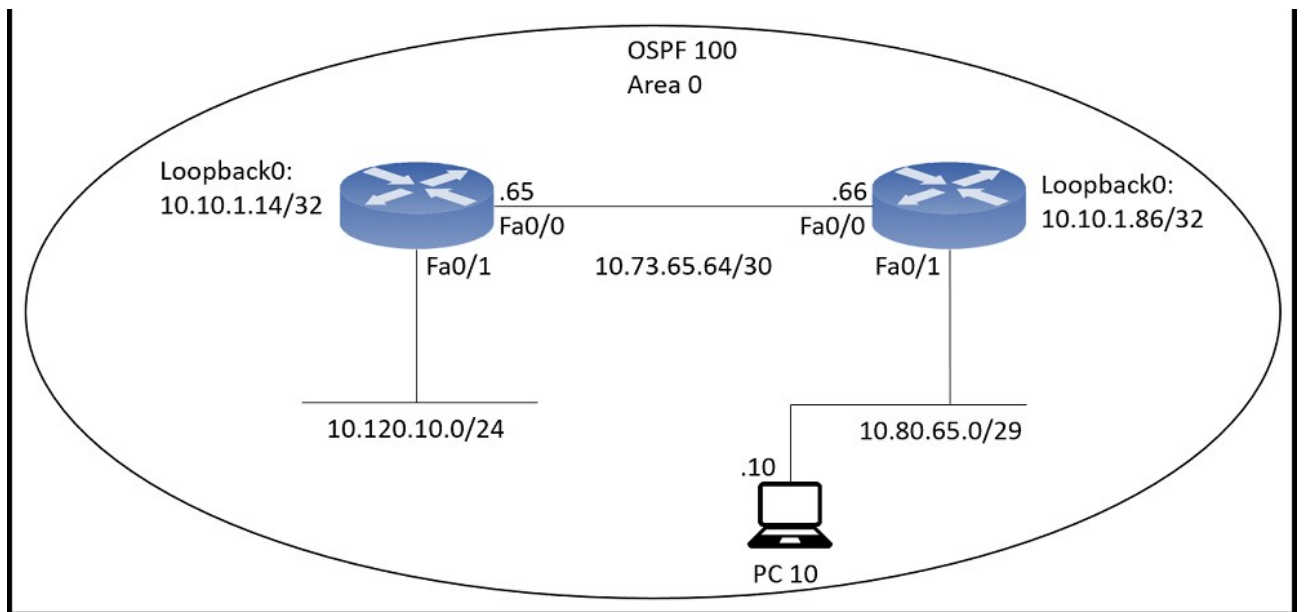 OSPF 100
Area 0
Loopback0:
10.10.1.14/32
.65
Fa0/0
Fa0/1
.66
Fa0/0
Fa0/1
Loopback0:
10.10.1.86/32
10.73.65.64/30
10.120.10.0/24
10.80.65.0/29
.10
PC 10